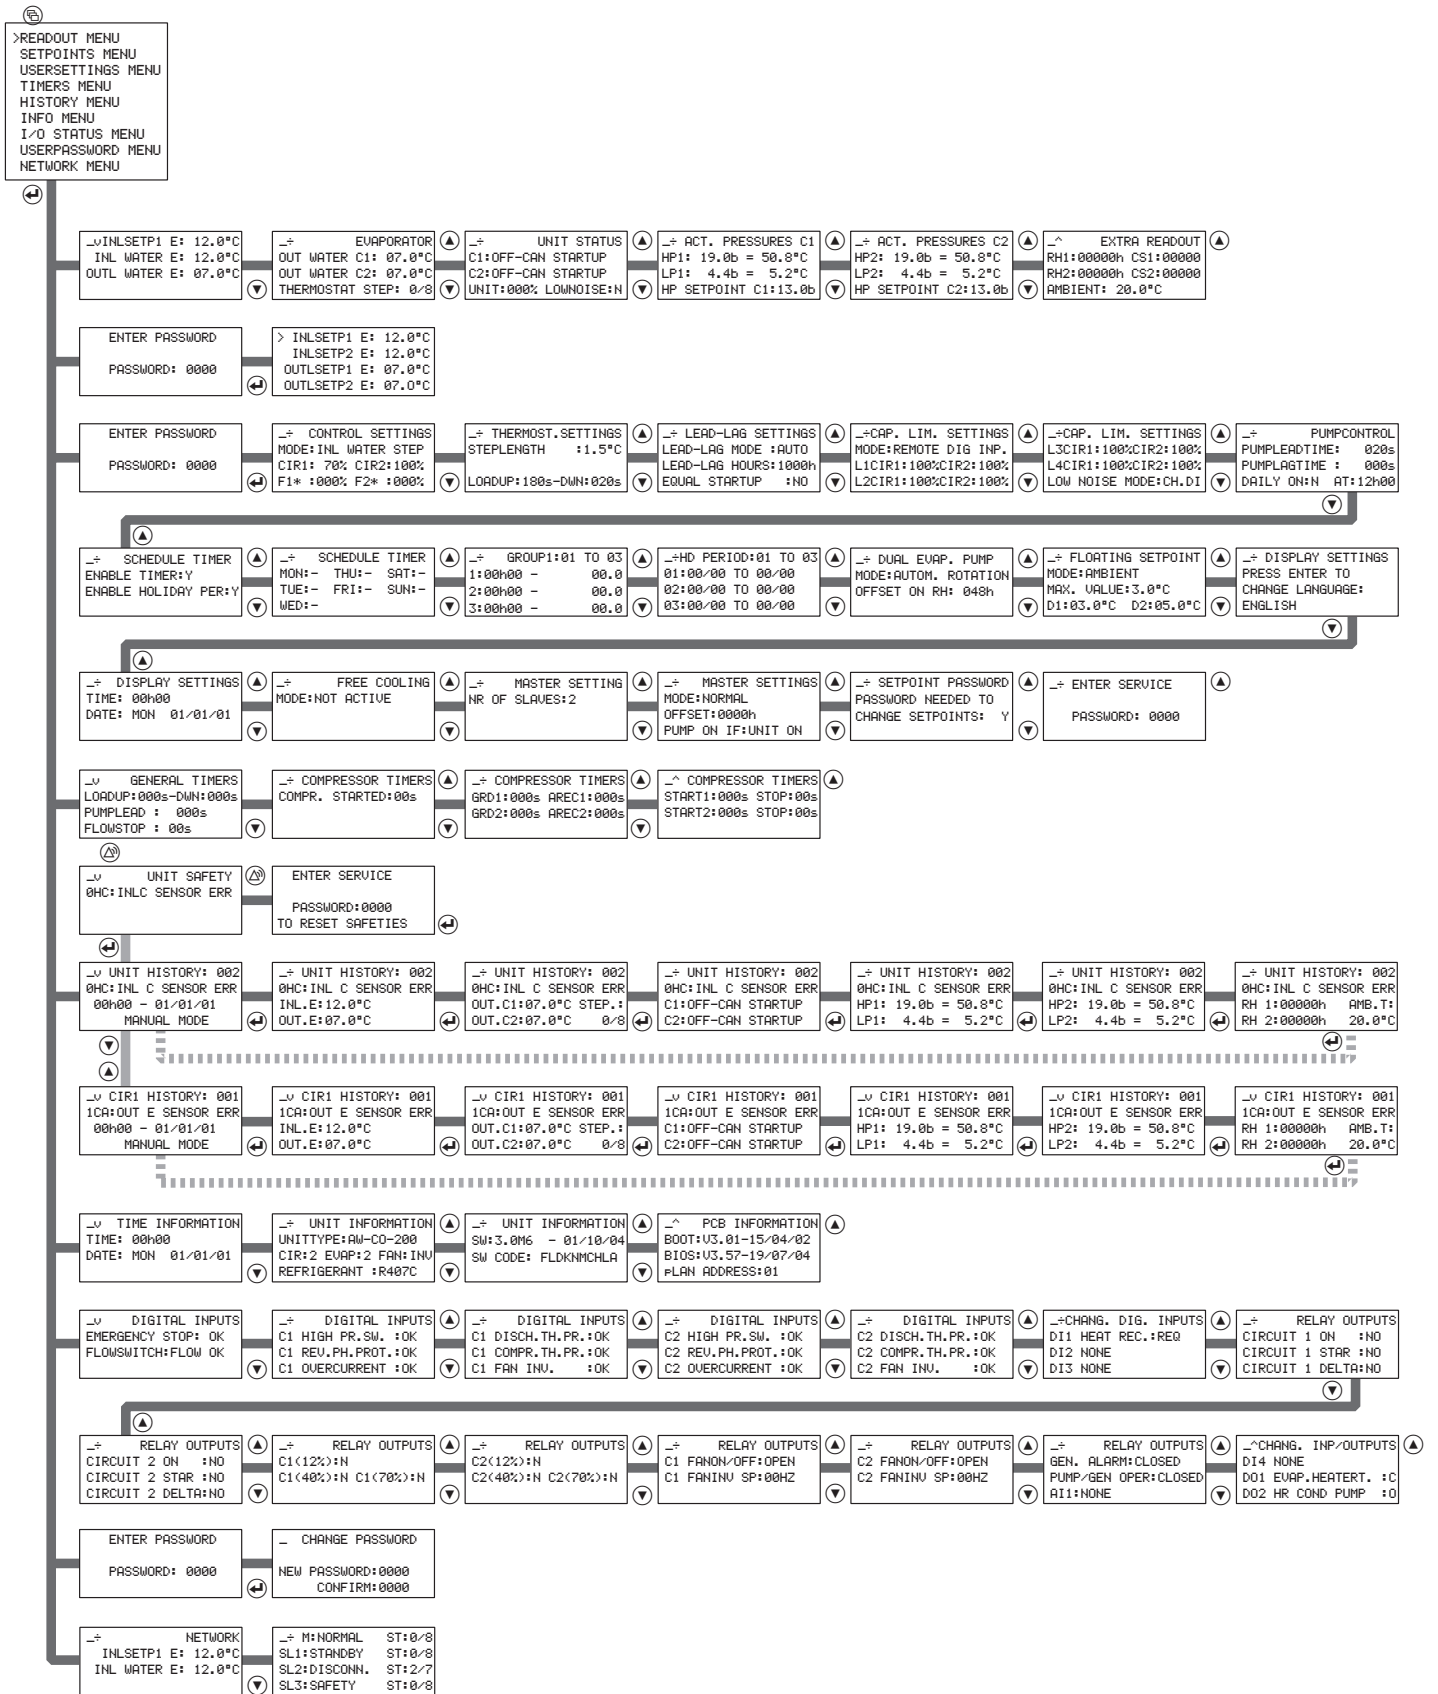 >READOUT MENU
SETPOINTS MENU
USERSETTINGS MENU
TIMERS MENU
HISTORY MENU
INFO MENU
I/O STATUS MENU
USERPASSWORD MENU
NETWORK MENU
_vINLSETP1 E: 12.0°C
INL WATER E: 12.0°C
OUTL WATER E: 07.0°C
_÷ EVAPORATOR
OUT WATER C1: 07.0°C
OUT WATER C2: 07.0°C
THERMOSTAT STEP: 0/8
_÷ UNIT STATUS
C1:OFF-CAN STARTUP
C2:OFF-CAN STARTUP
UNIT:000% LOWNOISE:N
_÷ ACT. PRESSURES C1
HP1: 19.0b = 50.8°C
LP1: 4.4b = 5.2°C
HP SETPOINT C1:13.0b
_÷ ACT. PRESSURES C2
HP2: 19.0b = 50.8°C
LP2: 4.4b = 5.2°C
HP SETPOINT C2:13.0b
_^ EXTRA READOUT
RH1:00000h CS1:00000
RH2:00000h CS2:00000
AMBIENT: 20.0°C
ENTER PASSWORD
PASSWORD: 0000
> INLSETP1 E: 12.0°C
INLSETP2 E: 12.0°C
OUTLSETP1 E: 07.0°C
OUTLSETP2 E: 07.0°C
ENTER PASSWORD
PASSWORD: 0000
_÷ CONTROL SETTINGS
MODE:INL WATER STEP
CIR1: 70% CIR2:100%
F1* :000% F2* :000%
_÷ THERMOST.SETTINGS
STEPLENGTH :1.5°C
LOADUP:180s-DWN:020s
_÷ LEAD-LAG SETTINGS
LEAD-LAG MODE :AUTO
LEAD-LAG HOURS:1000h
EQUAL STARTUP :NO
_÷CAP. LIM. SETTINGS
MODE:REMOTE DIG INP.
L1CIR1:100%CIR2:100%
L2CIR1:100%CIR2:100%
_÷CAP. LIM. SETTINGS
L3CIR1:100%CIR2:100%
L4CIR1:100%CIR2:100%
LOW NOISE MODE:CH.DI
_÷ PUMPCONTROL
PUMPLEADTIME: 020s
PUMPLAGTIME : 000s
DAILY ON:N AT:12h00
_÷ SCHEDULE TIMER
ENABLE TIMER:Y
ENABLE HOLIDAY PER:Y
_÷ SCHEDULE TIMER
MON:- THU:- SAT:-
TUE:- FRI:- SUN:-
WED:-
_÷ GROUP1:01 TO 03
1:00h00 - 00.0
2:00h00 - 00.0
3:00h00 - 00.0
_÷HD PERIOD:01 TO 03
01:00/00 TO 00/00
02:00/00 TO 00/00
03:00/00 TO 00/00
_÷ DUAL EVAP. PUMP
MODE:AUTOM. ROTATION
OFFSET ON RH: 048h
_÷ FLOATING SETPOINT
MODE:AMBIENT
MAX. VALUE:3.0°C
D1:03.0°C D2:05.0°C
_÷ DISPLAY SETTINGS
PRESS ENTER TO
CHANGE LANGUAGE:
ENGLISH
_÷ DISPLAY SETTINGS
TIME: 00h00
DATE: MON 01/01/01
_÷ FREE COOLING
MODE:NOT ACTIVE
_÷ MASTER SETTING
NR OF SLAVES:2
_÷ MASTER SETTINGS
MODE:NORMAL
OFFSET:0000h
PUMP ON IF:UNIT ON
_÷ SETPOINT PASSWORD
PASSWORD NEEDED TO
CHANGE SETPOINTS: Y
_÷ ENTER SERVICE
PASSWORD: 0000
_v GENERAL TIMERS
LOADUP:000s-DWN:000s
PUMPLEAD : 000s
FLOWSTOP : 00s
_÷ COMPRESSOR TIMERS
COMPR. STARTED:00s
_÷ COMPRESSOR TIMERS
GRD1:000s AREC1:000s
GRD2:000s AREC2:000s
_^ COMPRESSOR TIMERS
START1:000s STOP:00s
START2:000s STOP:00s
_v UNIT SAFETY
0HC:INLC SENSOR ERR
ENTER SERVICE
PASSWORD:0000
TO RESET SAFETIES
_v UNIT HISTORY: 002
0HC:INL C SENSOR ERR
00h00 - 01/01/01
MANUAL MODE
_÷ UNIT HISTORY: 002
0HC:INL C SENSOR ERR
INL.E:12.0°C
OUT.E:07.0°C
_÷ UNIT HISTORY: 002
0HC:INL C SENSOR ERR
OUT.C1:07.0°C STEP.:
OUT.C2:07.0°C 0/8
_÷ UNIT HISTORY: 002
0HC:INL C SENSOR ERR
C1:OFF-CAN STARTUP
C2:OFF-CAN STARTUP
_÷ UNIT HISTORY: 002
0HC:INL C SENSOR ERR
HP1: 19.0b = 50.8°C
LP1: 4.4b = 5.2°C
_÷ UNIT HISTORY: 002
0HC:INL C SENSOR ERR
HP2: 19.0b = 50.8°C
LP2: 4.4b = 5.2°C
_÷ UNIT HISTORY: 002
0HC:INL C SENSOR ERR
RH 1:00000h AMB.T:
RH 2:00000h 20.0°C
_v CIR1 HISTORY: 001
1CA:OUT E SENSOR ERR
00h00 - 01/01/01
MANUAL MODE
_v CIR1 HISTORY: 001
1CA:OUT E SENSOR ERR
INL.E:12.0°C
OUT.E:07.0°C
_v CIR1 HISTORY: 001
1CA:OUT E SENSOR ERR
OUT.C1:07.0°C STEP.:
OUT.C2:07.0°C 0/8
_v CIR1 HISTORY: 001
1CA:OUT E SENSOR ERR
C1:OFF-CAN STARTUP
C2:OFF-CAN STARTUP
_v CIR1 HISTORY: 001
1CA:OUT E SENSOR ERR
HP1: 19.0b = 50.8°C
LP1: 4.4b = 5.2°C
_v CIR1 HISTORY: 001
1CA:OUT E SENSOR ERR
HP2: 19.0b = 50.8°C
LP2: 4.4b = 5.2°C
_v CIR1 HISTORY: 001
1CA:OUT E SENSOR ERR
RH 1:00000h AMB.T:
RH 2:00000h 20.0°C
_v TIME INFORMATION
TIME: 00h00
DATE: MON 01/01/01
_÷ UNIT INFORMATION
UNITTYPE:AW-CO-200
CIR:2 EVAP:2 FAN:INV
REFRIGERANT :R407C
_÷ UNIT INFORMATION
SW:3.0M6 - 01/10/04
SW CODE: FLDKNMCHLA
_^ PCB INFORMATION
BOOT:V3.01-15/04/02
BIOS:V3.57-19/07/04
pLAN ADDRESS:01
_v DIGITAL INPUTS
EMERGENCY STOP: OK
FLOWSWITCH:FLOW OK
_÷ DIGITAL INPUTS
C1 HIGH PR.SW. :OK
C1 REV.PH.PROT.:OK
C1 OVERCURRENT :OK
_÷ DIGITAL INPUTS
C1 DISCH.TH.PR.:OK
C1 COMPR.TH.PR.:OK
C1 FAN INV. :OK
_÷ DIGITAL INPUTS
C2 HIGH PR.SW. :OK
C2 REV.PH.PROT.:OK
C2 OVERCURRENT :OK
_÷ DIGITAL INPUTS
C2 DISCH.TH.PR.:OK
C2 COMPR.TH.PR.:OK
C2 FAN INV. :OK
_÷CHANG. DIG. INPUTS
DI1 HEAT REC.:REQ
DI2 NONE
DI3 NONE
_÷ RELAY OUTPUTS
CIRCUIT 1 ON :NO
CIRCUIT 1 STAR :NO
CIRCUIT 1 DELTA:NO
_÷ RELAY OUTPUTS
CIRCUIT 2 ON :NO
CIRCUIT 2 STAR :NO
CIRCUIT 2 DELTA:NO
_÷ RELAY OUTPUTS
C1(12%):N
C1(40%):N C1(70%):N
_÷ RELAY OUTPUTS
C2(12%):N
C2(40%):N C2(70%):N
_÷ RELAY OUTPUTS
C1 FANON/OFF:OPEN
C1 FANINV SP:00HZ
_÷ RELAY OUTPUTS
C2 FANON/OFF:OPEN
C2 FANINV SP:00HZ
_÷ RELAY OUTPUTS
GEN. ALARM:CLOSED
PUMP/GEN OPER:CLOSED
AI1:NONE
_^CHANG. INP/OUTPUTS
DI4 NONE
DO1 EVAP.HEATERT. :C
DO2 HR COND PUMP :O
ENTER PASSWORD
PASSWORD: 0000
_ CHANGE PASSWORD
NEW PASSWORD:0000
CONFIRM:0000
_÷ NETWORK
INLSETP1 E: 12.0°C
INL WATER E: 12.0°C
_÷ M:NORMAL ST:0/8
SL1:STANDBY ST:0/8
SL2:DISCONN. ST:2/7
SL3:SAFETY ST:0/8